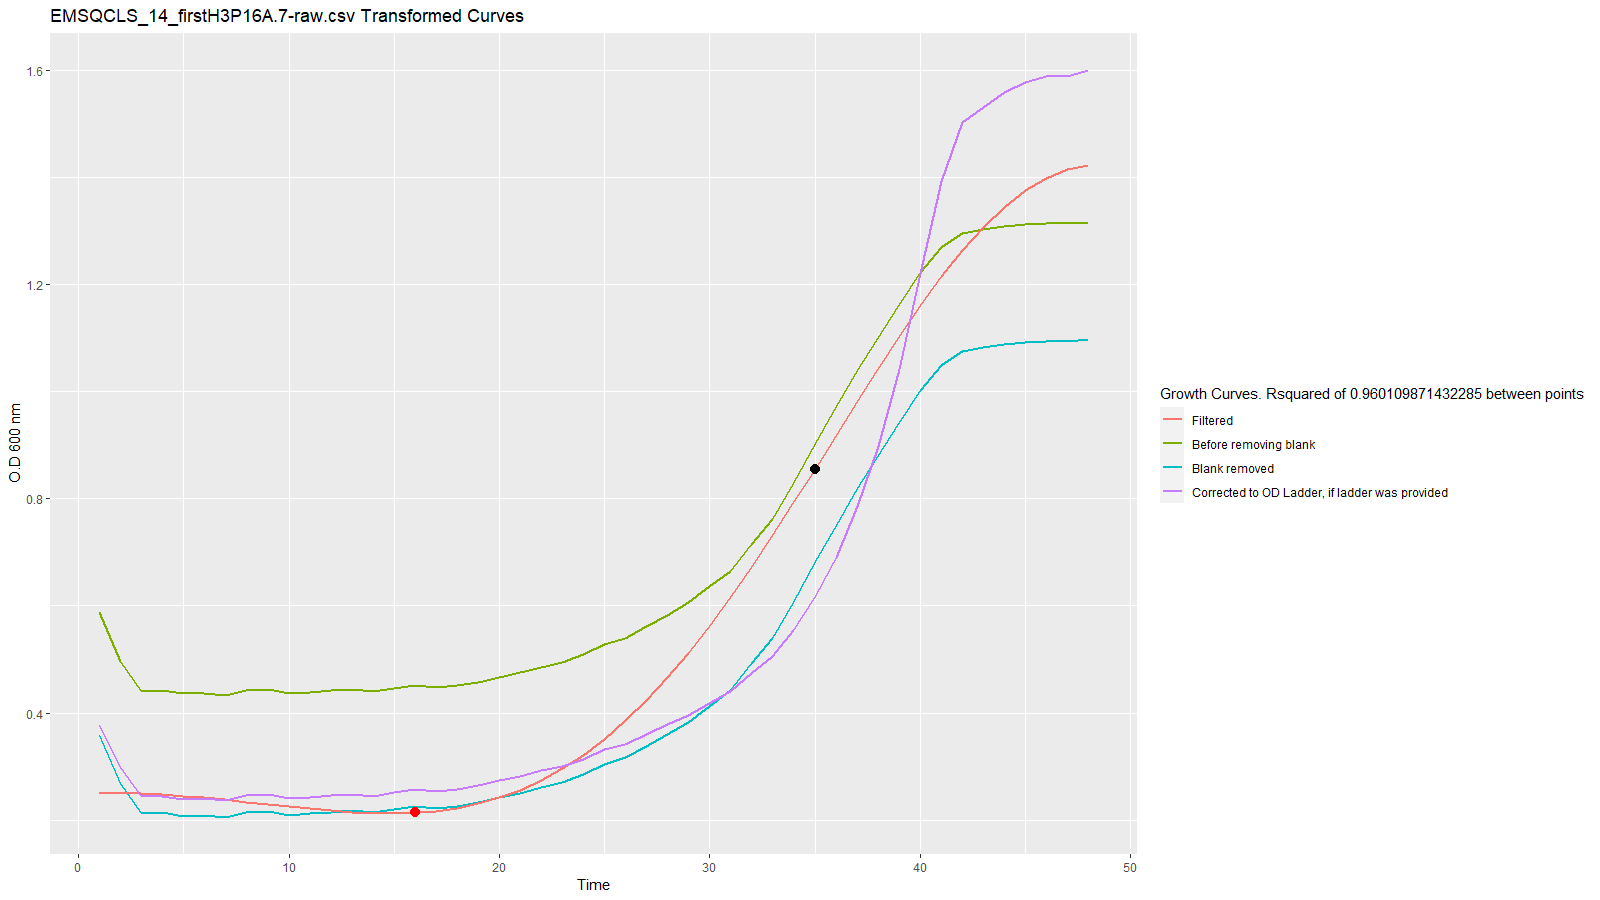 EMSQCLS_14_firstH3P16A.7-raw.csv Transformed Curves
1.6
1.2
0.8
0.4
O.D 600 nm
0
10
20
30
40
50
Time
Growth Curves. Rsquared of 0.960109871432285 between points
Filtered
Before removing blank
Blank removed
Corrected to OD Ladder, if ladder was provided